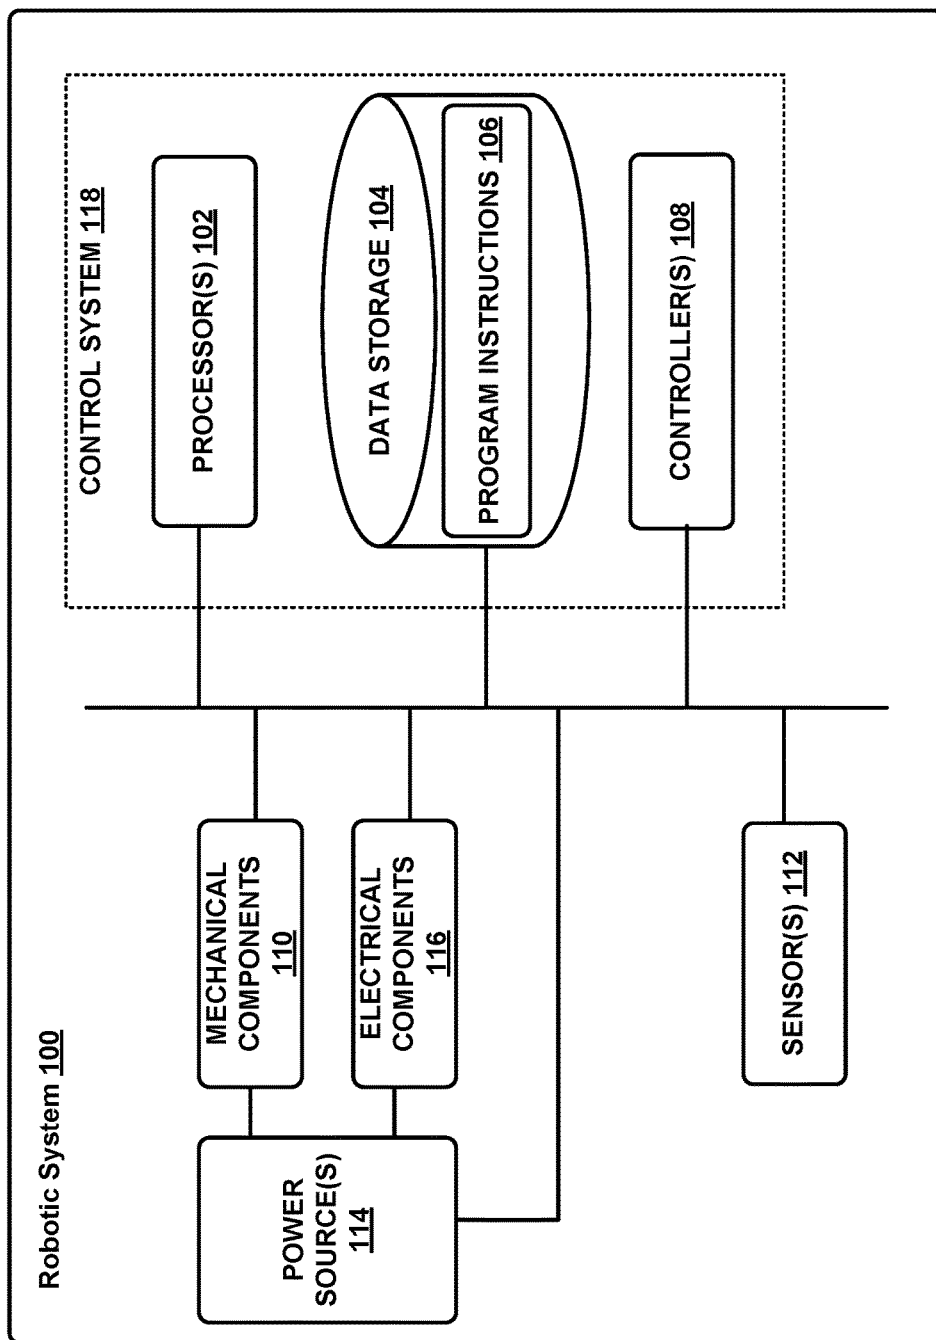 Robotic System 100
CONTROL SYSTEM 118
POWER
SOURCE(S)
114
MECHANICAL
COMPONENTS
110
PROCESSOR(S) 102
ELECTRICAL
COMPONENTS
116
DATA STORAGE 104
PROGRAM INSTRUCTIONS 106
SENSOR(S) 112
CONTROLLER(S) 108